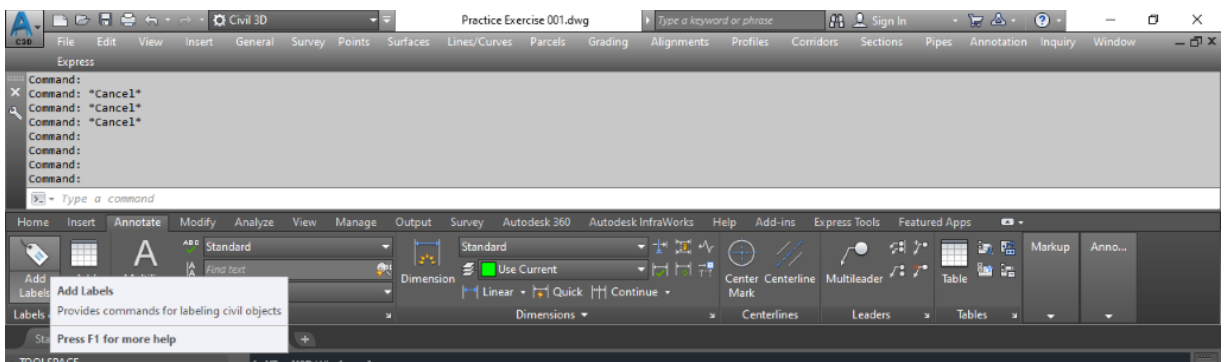 Civil 3D Practice Exercise 001.dwg Type a keyword or phrase Sign In
C3D File Edit View Insert General Survey Points Surfaces Lines/Curves Parcels Grading Alignments Profiles Corridors Sections Pipes Annotation Inquiry Window
Express
Command:
Command: *Cancel*
Command: *Cancel*
Command: *Cancel*
Command:
Command:
Command:
Command:
Type a command
Home Insert Annotate Modify Analyze View Manage Output Survey Autodesk 360 Autodesk InfraWorks Help Add-ins Express Tools Featured Apps
ABC Standard Standard Markup Anno...
Add Find text Dimension Use Current Center Centerline Multileader Table
Labels Linear Quick Continue Mark
Labels Dimensions Centerlines Leaders Tables
Add Labels
Provides commands for labeling civil objects
Press F1 for more help
TOOLSPACE